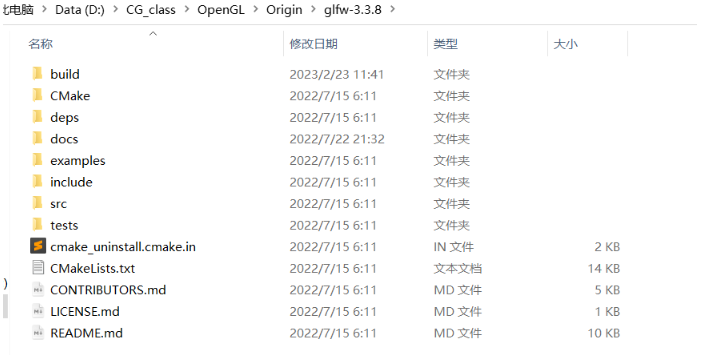 此电脑 > Data (D:) > CG_class > OpenGL > Origin > glfw-3.3.8 >
名称 修改日期 类型 大小
build 2023/2/23 11:41 文件夹
CMake 2022/7/15 6:11 文件夹
deps 2022/7/15 6:11 文件夹
docs 2022/7/22 21:32 文件夹
examples 2022/7/15 6:11 文件夹
include 2022/7/15 6:11 文件夹
src 2022/7/15 6:11 文件夹
tests 2022/7/15 6:11 文件夹
cmake_uninstall.cmake.in 2022/7/15 6:11 IN 文件 2 KB
CMakeLists.txt 2022/7/15 6:11 文本文档 14 KB
)
CONTRIBUTORS.md 2022/7/15 6:11 MD 文件 5 KB
LICENSE.md 2022/7/15 6:11 MD 文件 1 KB
README.md 2022/7/15 6:11 MD 文件 10 KB